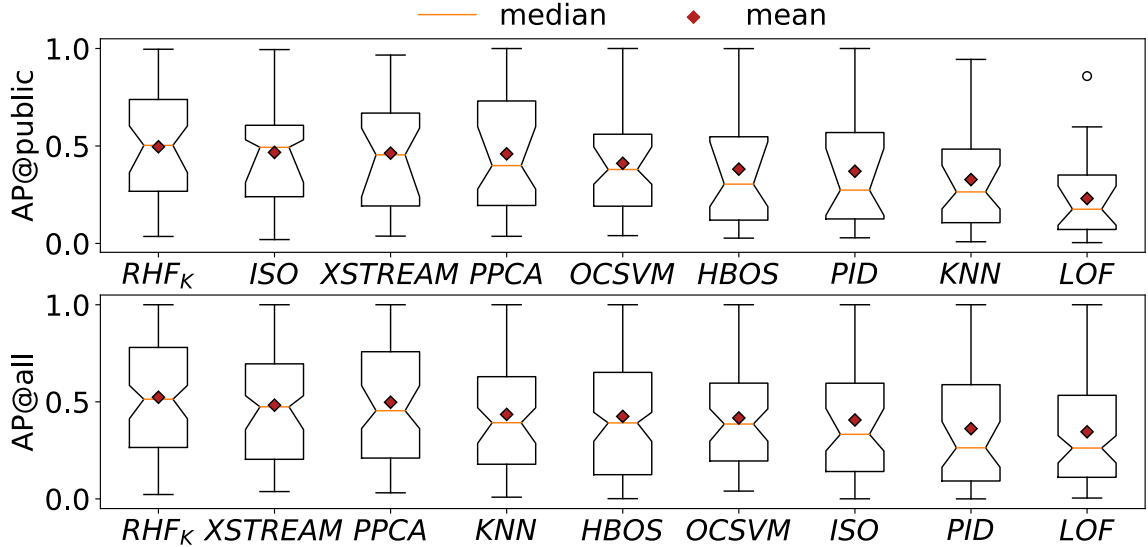 median mean
AP@public
1.0
0.5
0.0
RHF_K ISO XSTREAM PPCA OCSVM HBOS PID KNN LOF
AP@all
1.0
0.5
0.0
RHF_K XSTREAM PPCA KNN HBOS OCSVM ISO PID LOF